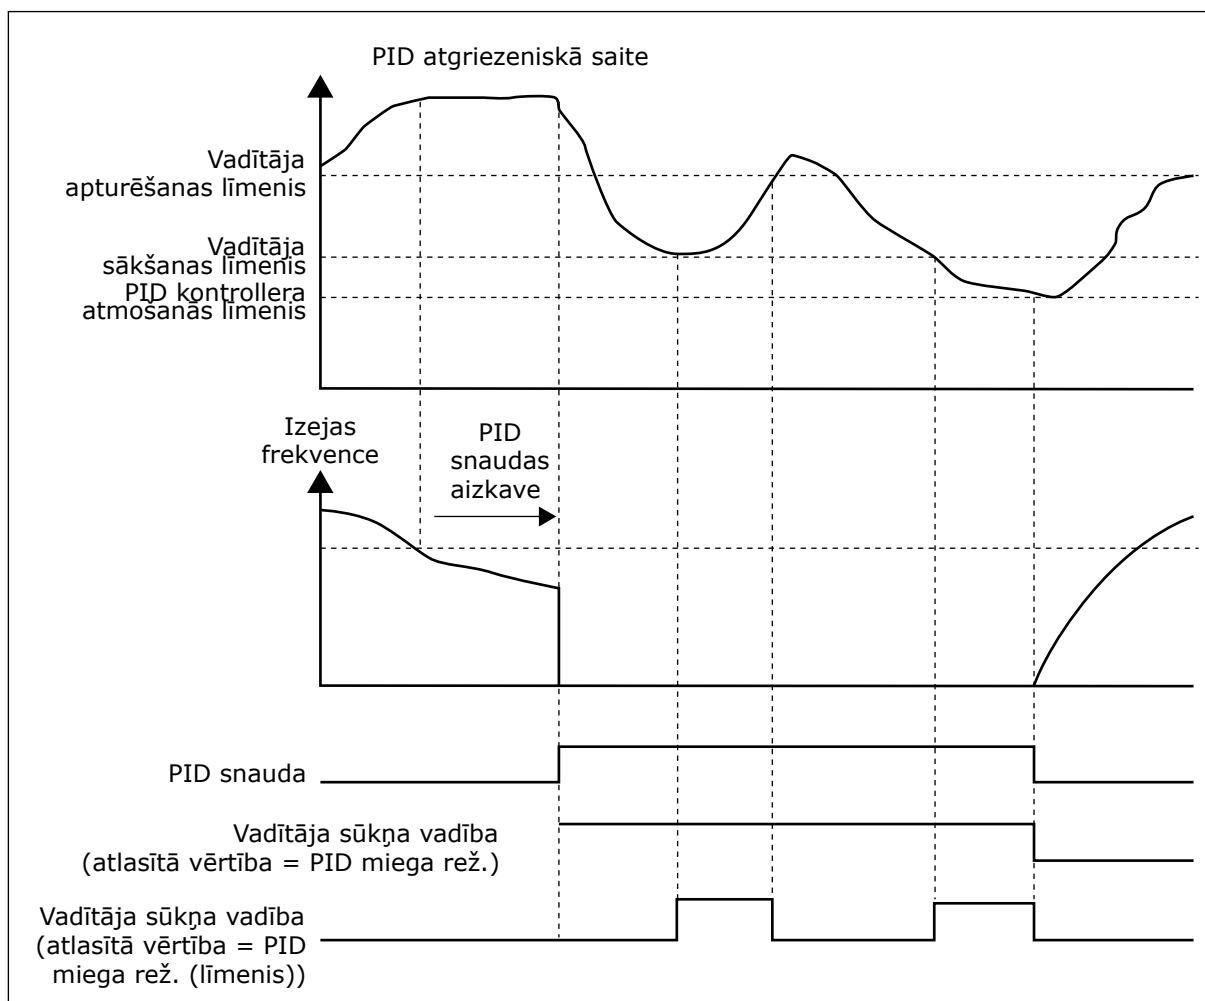 PID atgriezeniskā saite
Vadītāja
apturēšanas līmenis
Vadītāja
sākšanas līmenis
PID kontrollera
atmošanās līmenis
Izejas
frekvence
PID
snaudas
aizkave
PID snauda
Vadītāja sūkņa vadība
(atlasītā vērtība = PID miega rež.)
Vadītāja sūkņa vadība
(atlasītā vērtība = PID
miega rež. (līmenis))